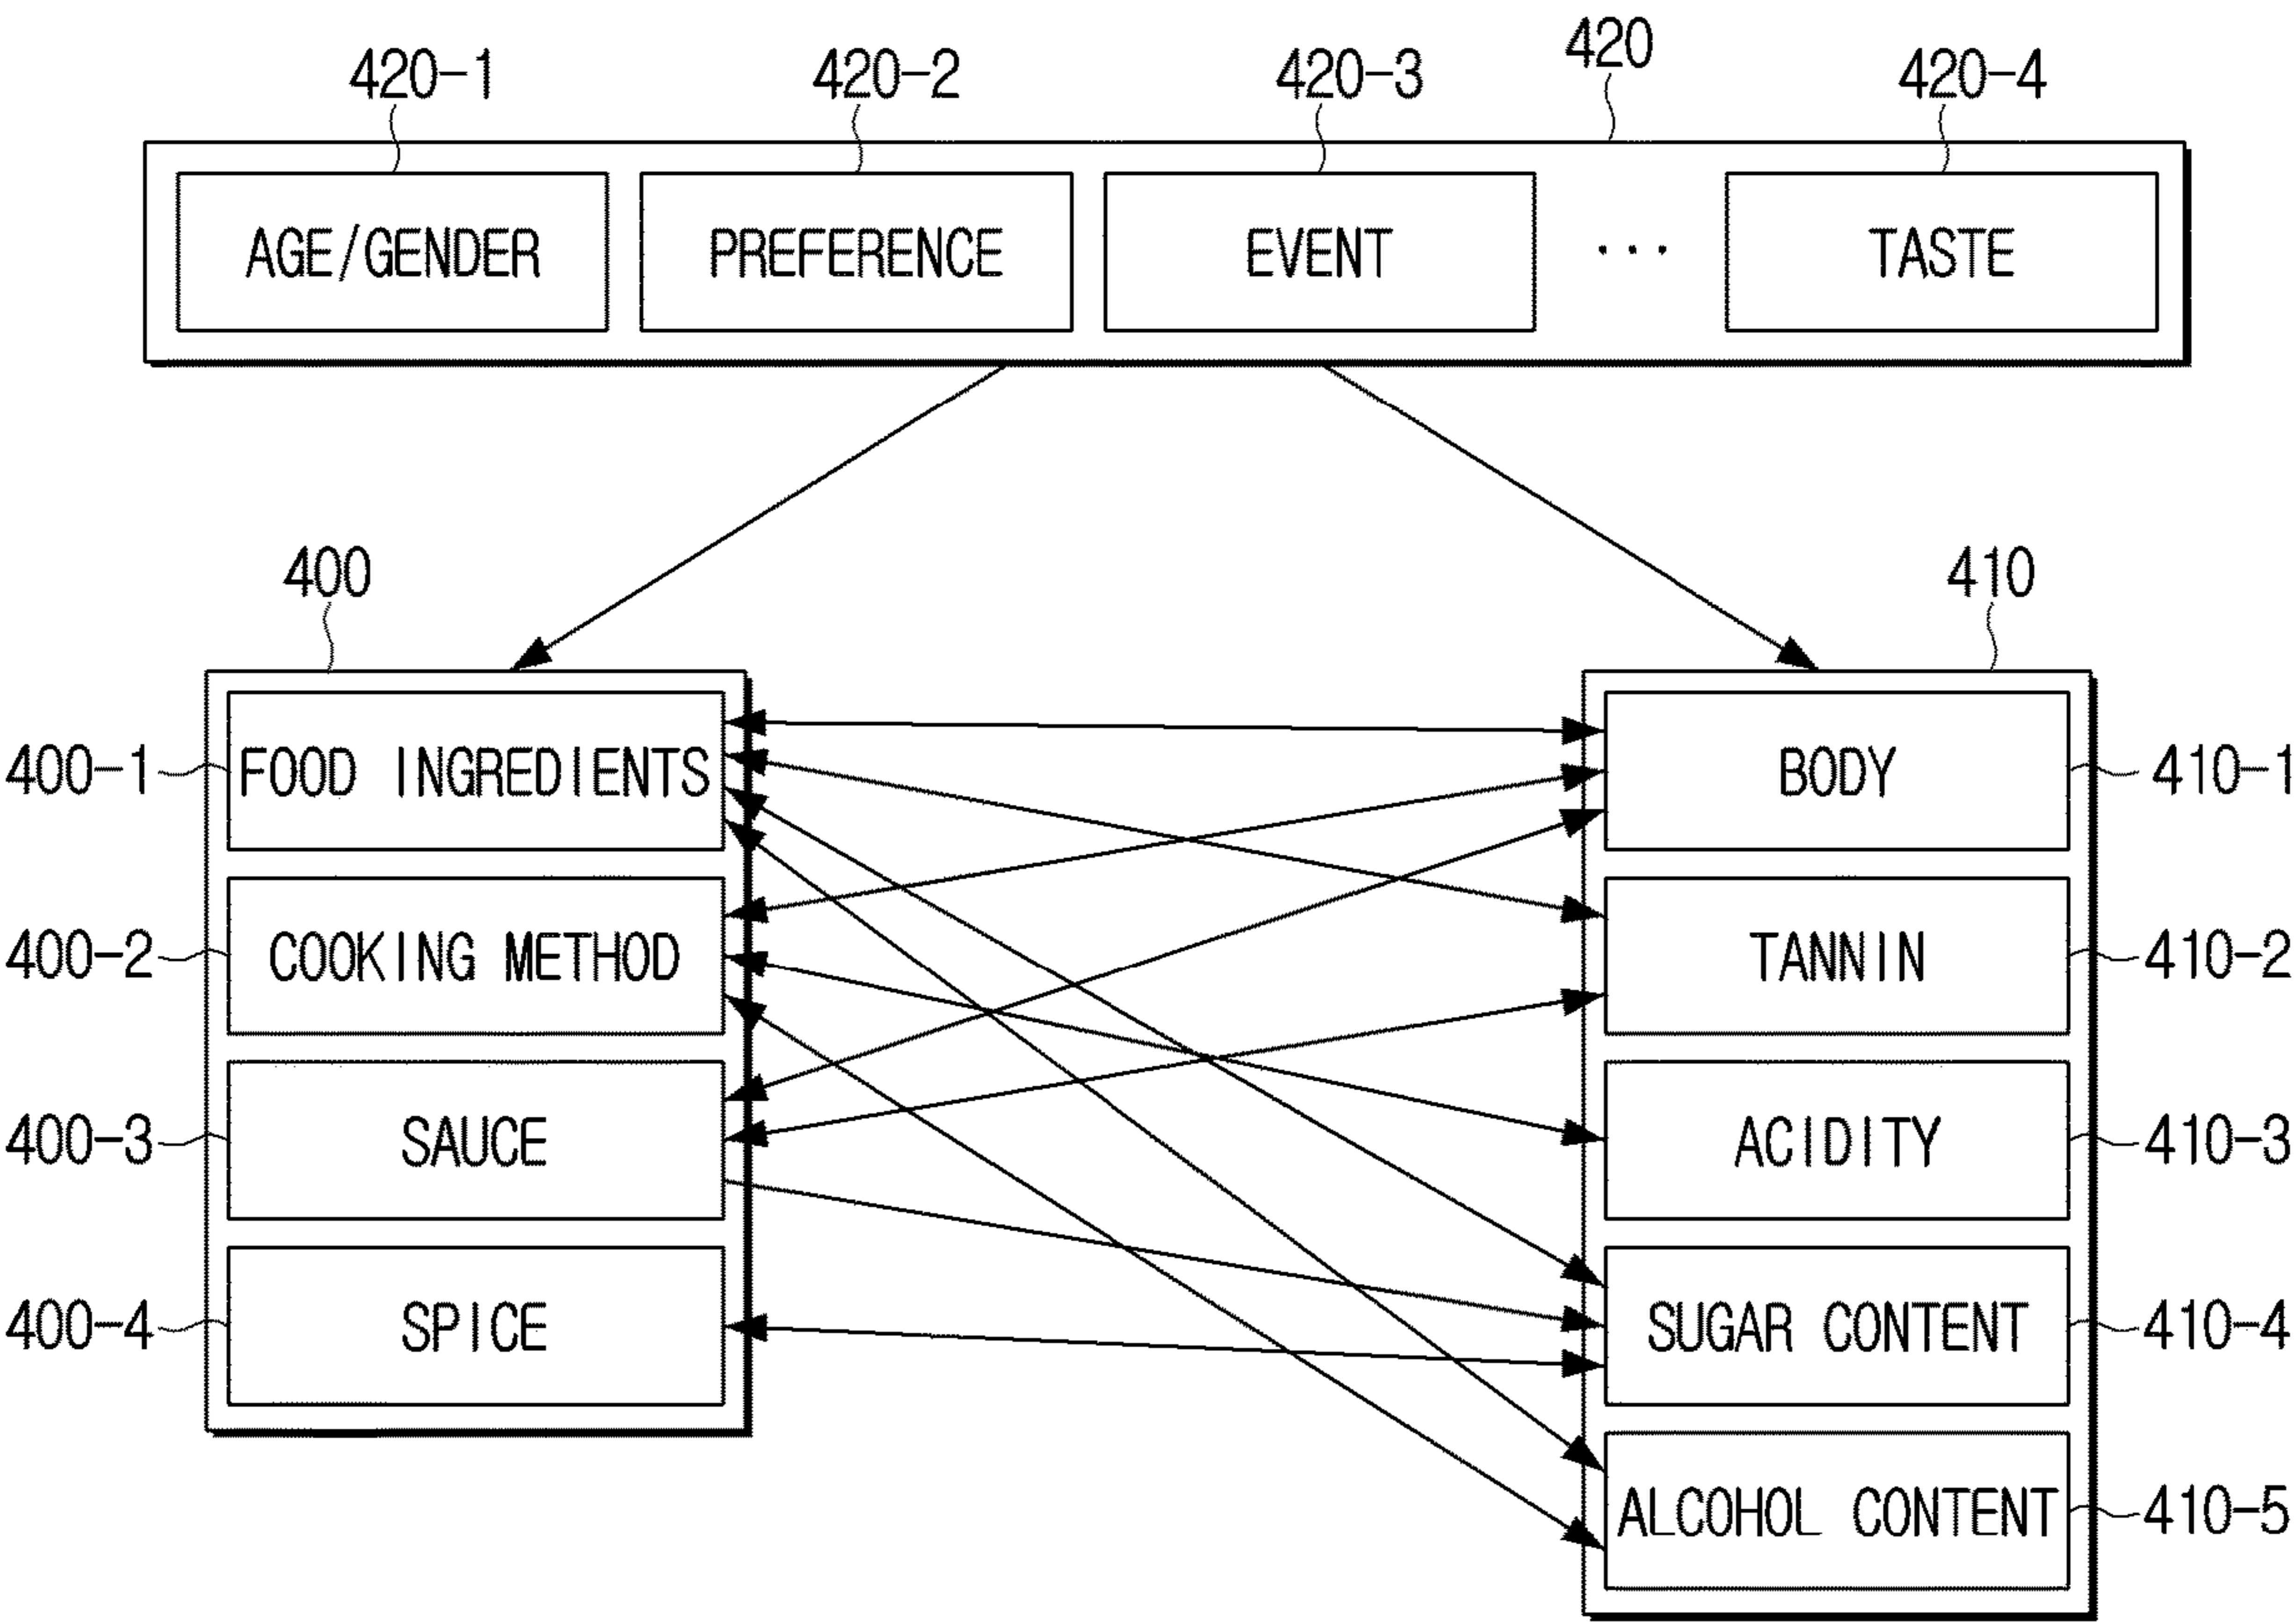 420
420-1 420-2 420-3 420-4
AGE/GENDER PREFERENCE EVENT ... TASTE
400 410
400-1 FOOD INGREDIENTS BODY 410-1
400-2 COOKING METHOD TANNIN 410-2
400-3 SAUCE ACIDITY 410-3
400-4 SPICE SUGAR CONTENT 410-4
ALCOHOL CONTENT 410-5